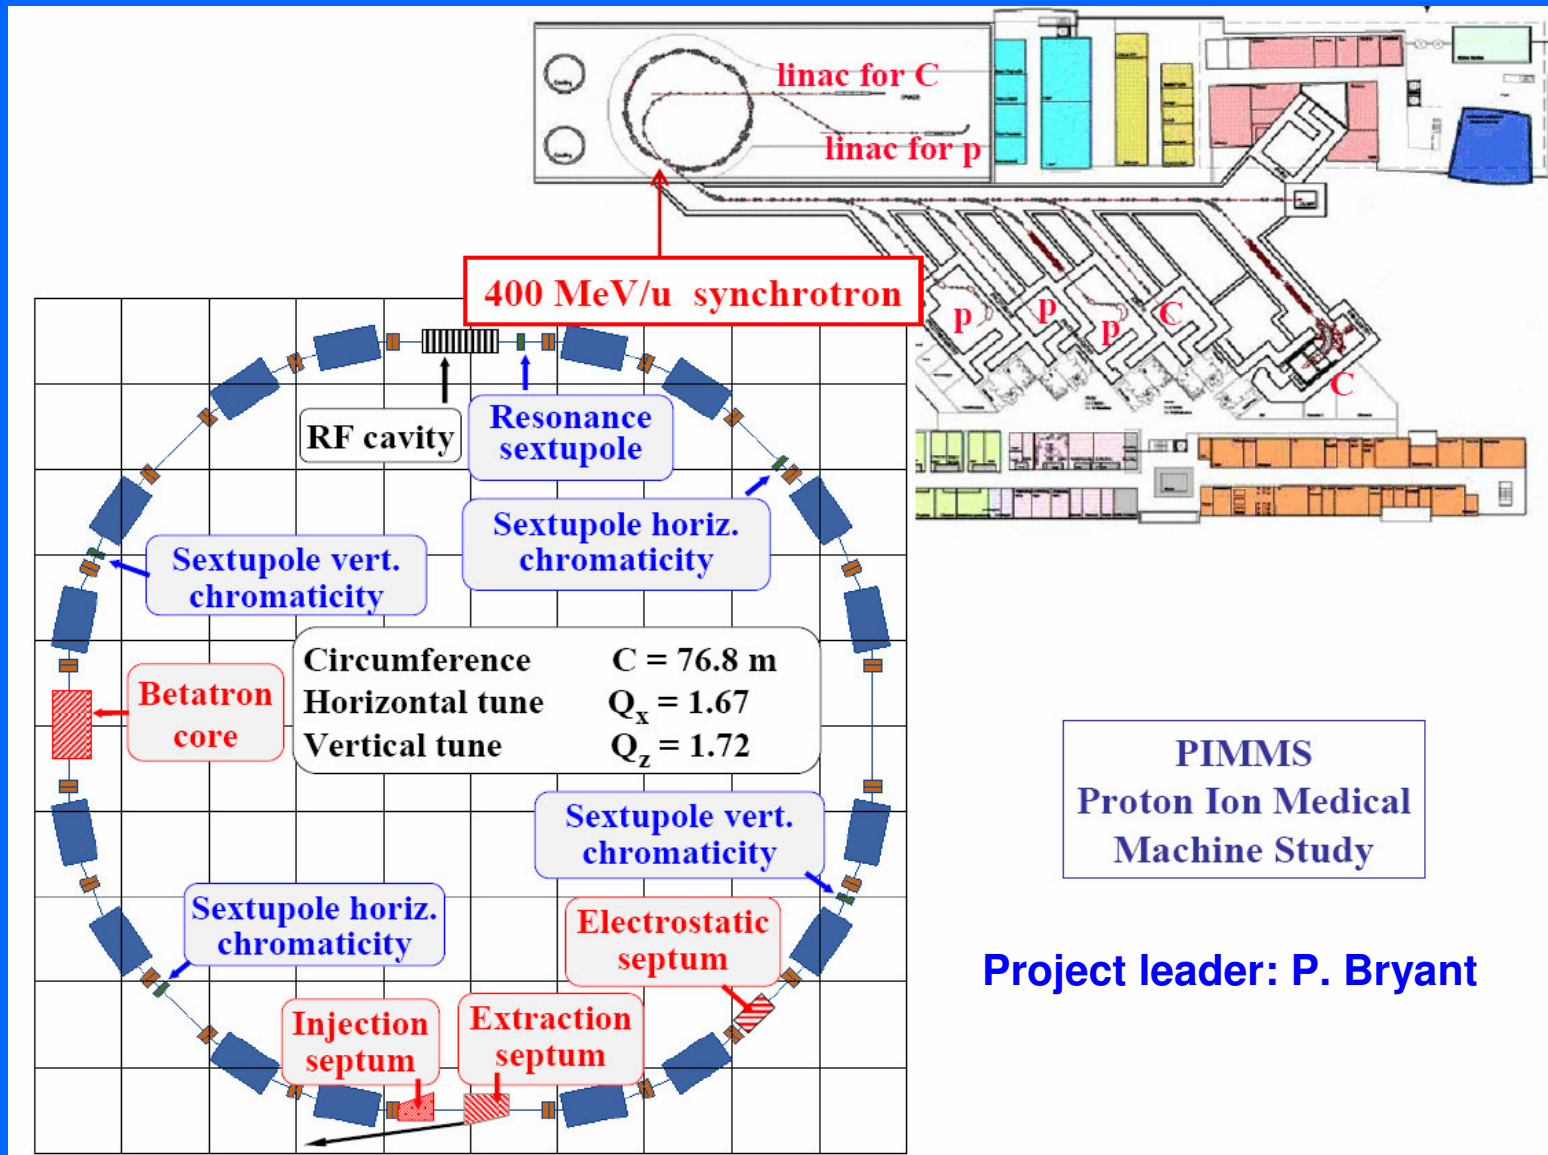 linac for C
linac for p
400 MeV/u  synchrotron
p
p
p
C
C
RF cavity
Resonance
sextupole
Sextupole horiz.
chromaticity
Sextupole vert.
chromaticity
Circumference C = 76.8 m
Horizontal tune Qx = 1.67
Vertical tune Qz = 1.72
Betatron
core
PIMMS
Proton Ion Medical
Machine Study
Sextupole vert.
chromaticity
Sextupole horiz.
chromaticity
Electrostatic
septum
Project leader: P. Bryant
Injection
septum
Extraction
septum